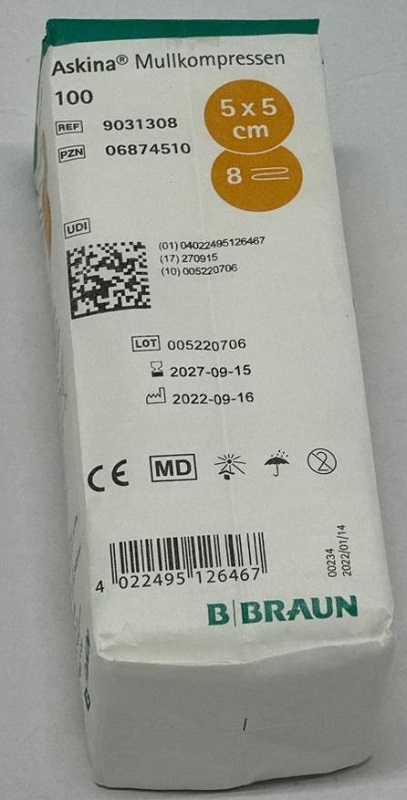 Askina® Mullkompressen
100
5 x 5
cm
REF 9031308
PZN 06874510
8
UDI
(01) 04022495126467
(17) 270915
(10) 005220706
LOT 005220706
2027-09-15
2022-09-16
CE MD 2
4 022495 126467
00234
2022/01/14
B|BRAUN